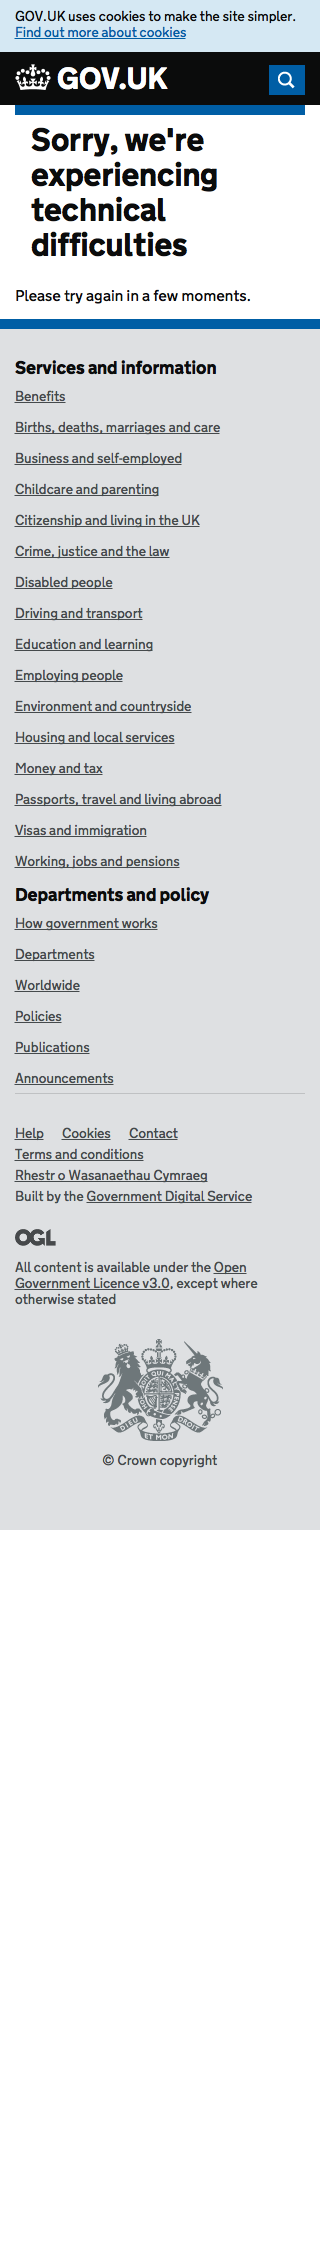 GOV.UK uses cookies to make the site simpler.
Find out more about cookies
GOV.UK
Sorry, we're
experiencing
technical
difficulties
Please try again in a few moments.
Services and information
Benefits
Births, deaths, marriages and care
Business and self-employed
Childcare and parenting
Citizenship and living in the UK
Crime, justice and the law
Disabled people
Driving and transport
Education and learning
Employing people
Environment and countryside
Housing and local services
Money and tax
Passports, travel and living abroad
Visas and immigration
Working, jobs and pensions
Departments and policy
How government works
Departments
Worldwide
Policies
Publications
Announcements
Help Cookies Contact
Terms and conditions
Rhestr o Wasanaethau Cymraeg
Built by the Government Digital Service
OGL
All content is available under the Open
Government Licence v3.0, except where
otherwise stated
DIEU ET MON DROIT
© Crown copyright